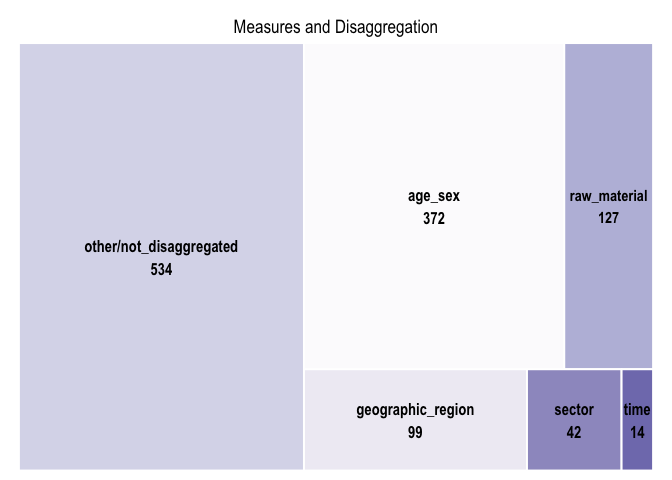 Measures and Disaggregation
other/not_disaggregated
534
age_sex
372
raw_material
127
geographic_region
99
sector
42
time
14